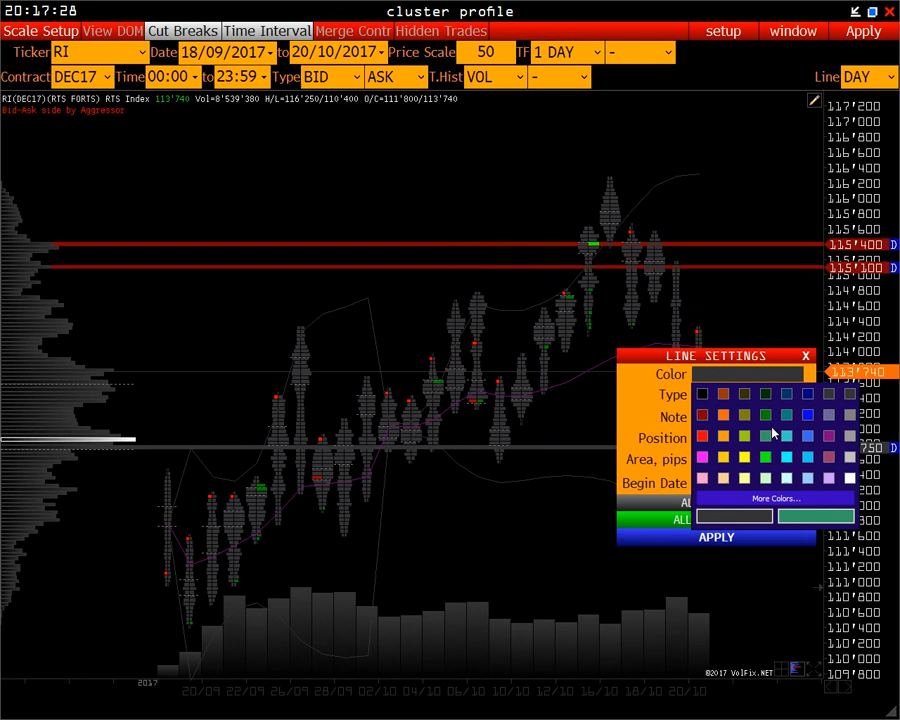 20:17:28
cluster profile
Scale Setup View DOM Cut Breaks Time Interval Merge Contr Hidden Trades setup window Apply
Ticker RI Date 18/09/2017 to 20/10/2017 Price Scale 50 TF 1 DAY -
Contract DEC17 Time 00:00 to 23:59 Type BID ASK T.Hist VOL - Line DAY
RI(DEC17)(RTS FORTS) RTS Index 113'740 Vol=8'539'380 H/L=116'250/110'400 O/C=111'800/113'740
Bid-Ask side by Aggressor
117'200
117'000
116'800
116'600
116'400
116'200
116'000
115'800
115'600
115'400 D
115'100 D
115'000
114'800
114'600
114'400
114'200
114'000
LINE SETTINGS X
Color
113'740
Type
Note
Position
750 D
Area, pips
Begin Date
More Colors...
ALL
APPLY
111'400
111'200
111'000
110'800
110'600
110'400
110'200
110'000
109'800
©2017 VolFix.NET
2017 20/09 22/09 26/09 28/09 02/10 04/10 06/10 10/10 12/10 16/10 18/10 20/10